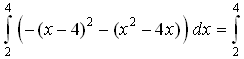 ∫₂⁴ (−(x−4)² − (x² − 4x)) dx = ∫₂⁴